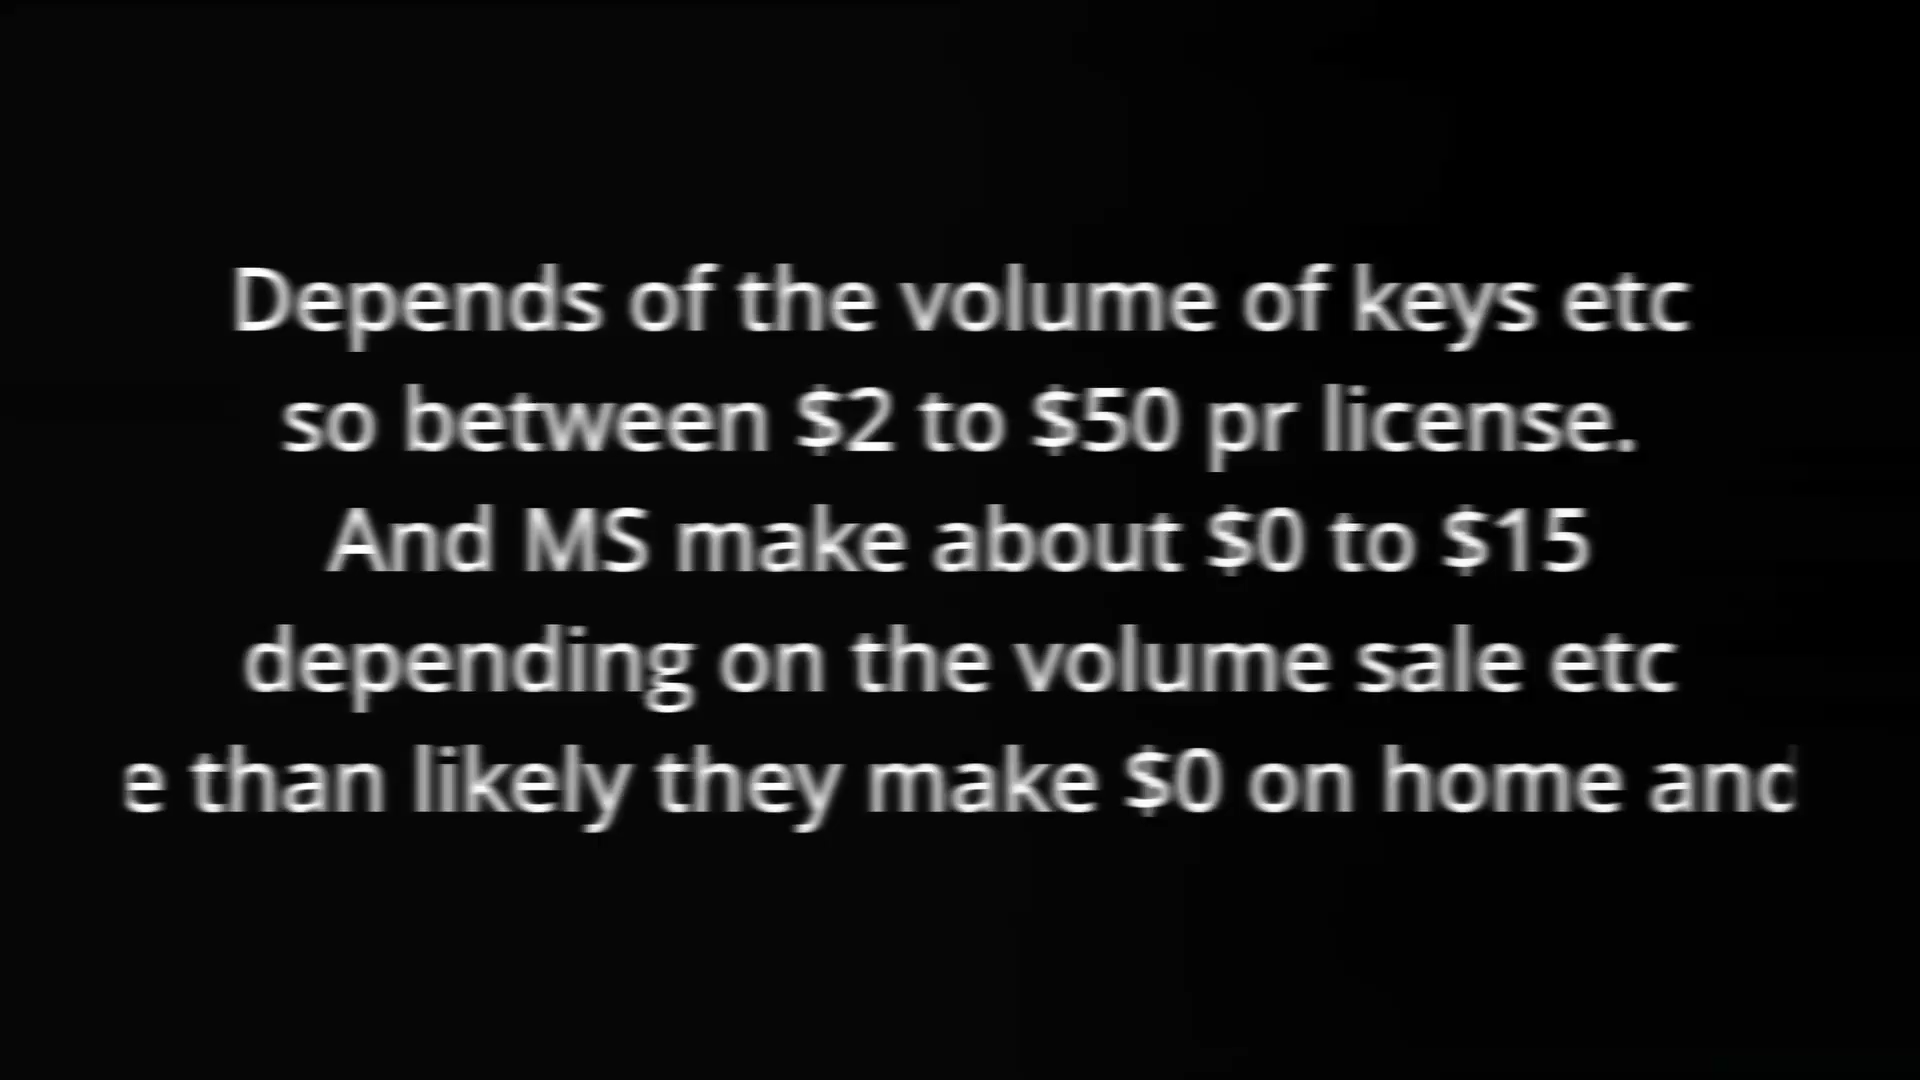 Depends of the volume of keys etc
so between $2 to $50 pr license.
And MS make about $0 to $15
depending on the volume sale etc
e than likely they make $0 on home and